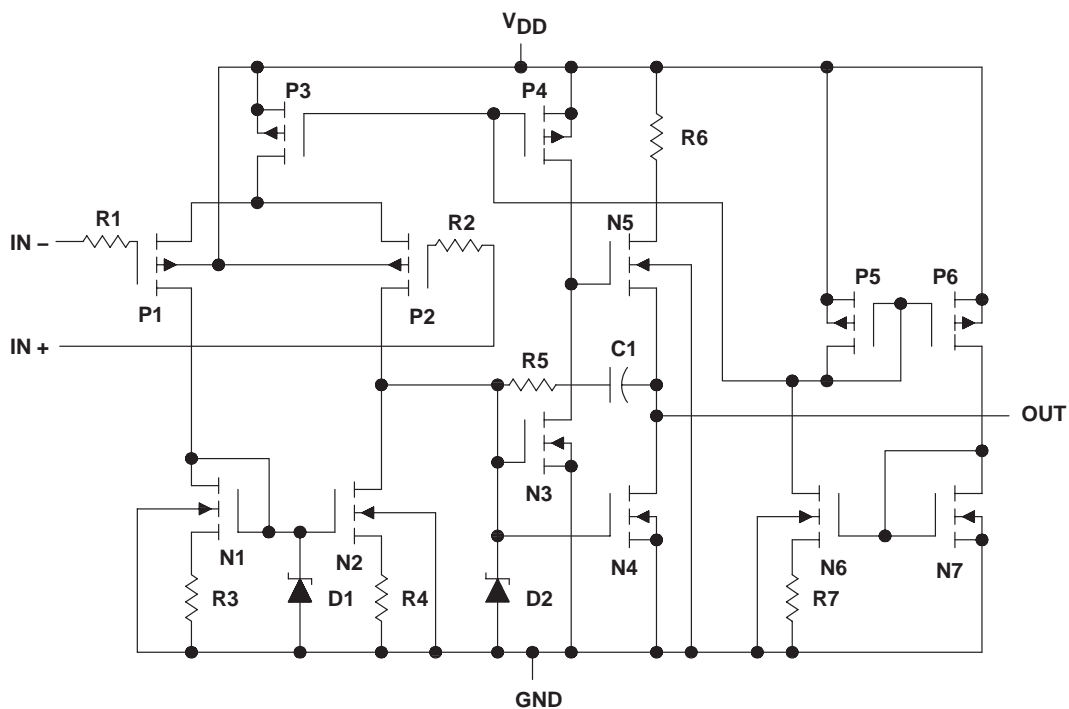 VDD
P3
P4
R6
R1
R2
N5
IN –
P5
P6
P1
P2
IN +
R5
C1
OUT
N3
N1
N2
N4
N6
N7
R3
D1
R4
D2
R7
GND